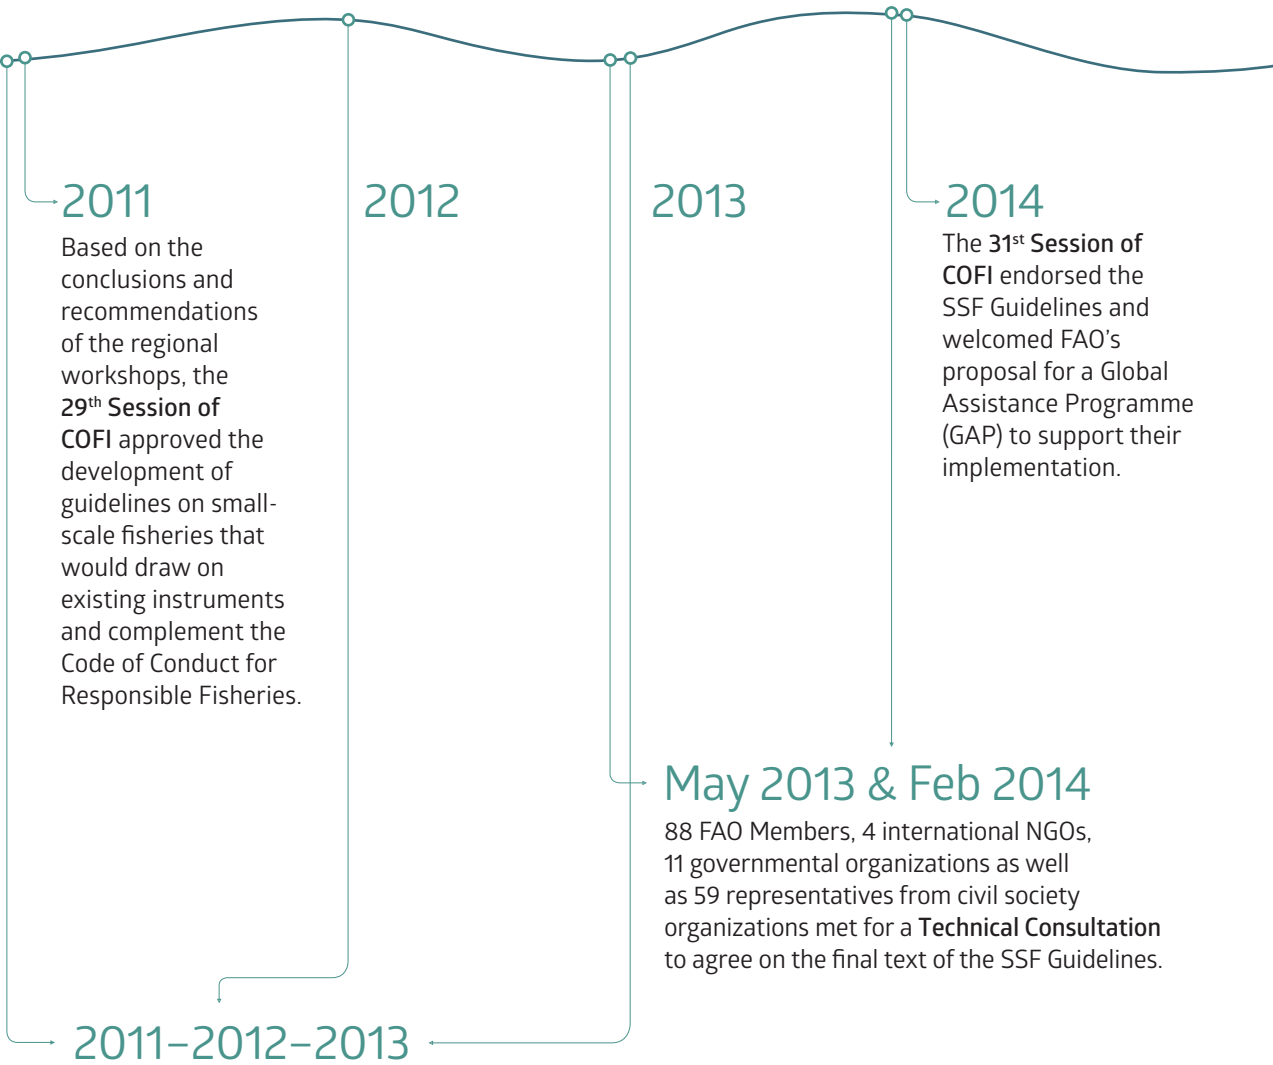 2011
Based on the
conclusions and
recommendations
of the regional
workshops, the
29th Session of
COFI approved the
development of
guidelines on small-
scale fisheries that
would draw on
existing instruments
and complement the
Code of Conduct for
Responsible Fisheries.
2012
2013
2014
The 31st Session of
COFI endorsed the
SSF Guidelines and
welcomed FAO’s
proposal for a Global
Assistance Programme
(GAP) to support their
implementation.
May 2013 & Feb 2014
88 FAO Members, 4 international NGOs,
11 governmental organizations as well
as 59 representatives from civil society
organizations met for a Technical Consultation
to agree on the final text of the SSF Guidelines.
2011–2012–2013